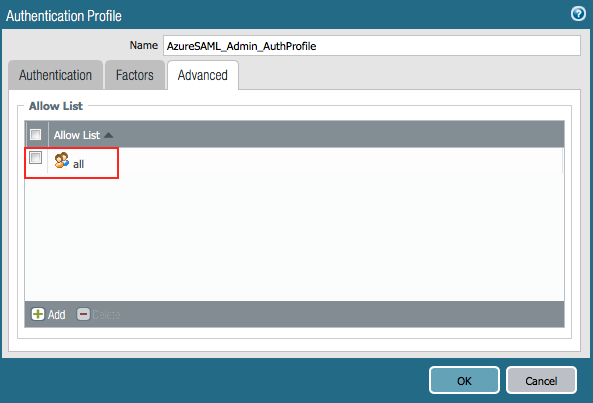 Authentication Profile
Name AzureSAML_Admin_AuthProfile
Authentication Factors Advanced
Allow List
Allow List
all
Add Delete
OK Cancel